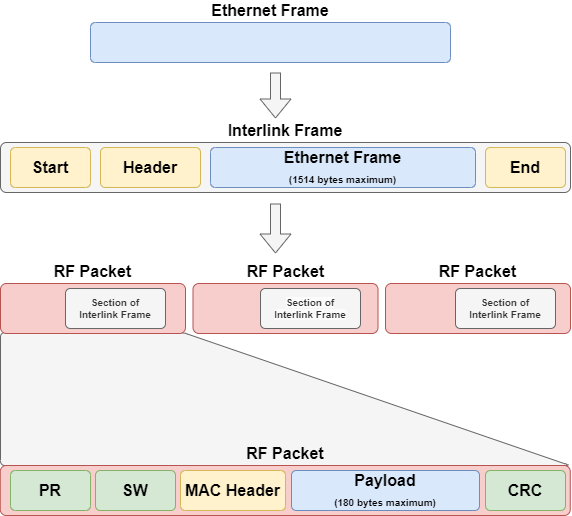 Ethernet Frame
Interlink Frame
Start
Header
Ethernet Frame
(1514 bytes maximum)
End
RF Packet
RF Packet
RF Packet
Section of
Interlink Frame
Section of
Interlink Frame
Section of
Interlink Frame
RF Packet
PR
SW
MAC Header
Payload
(180 bytes maximum)
CRC